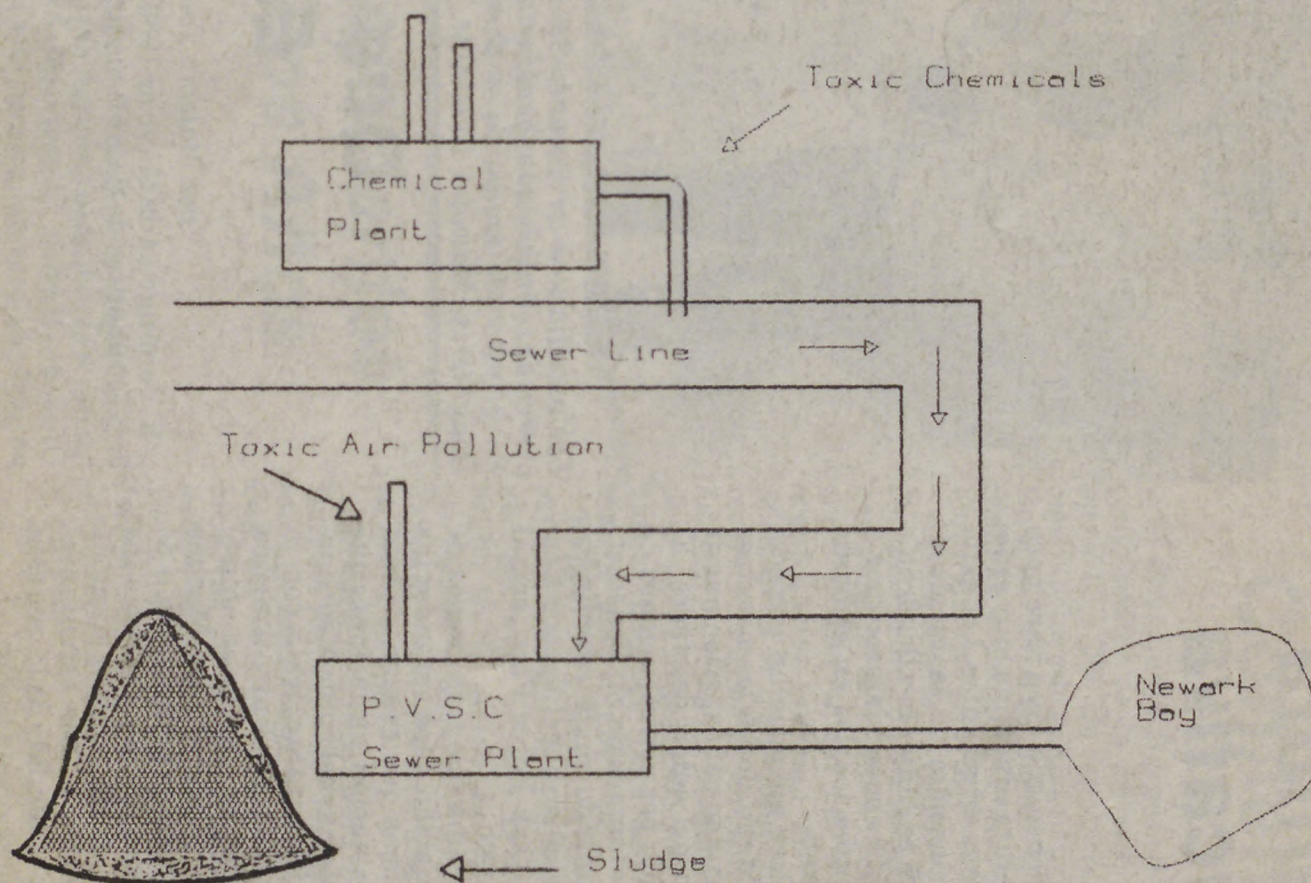 Toxic Chemicals
Chemical
Plant
Sewer Line
Toxic Air Pollution
P.V.S.C
Sewer Plant
Newark
Bay
Sludge